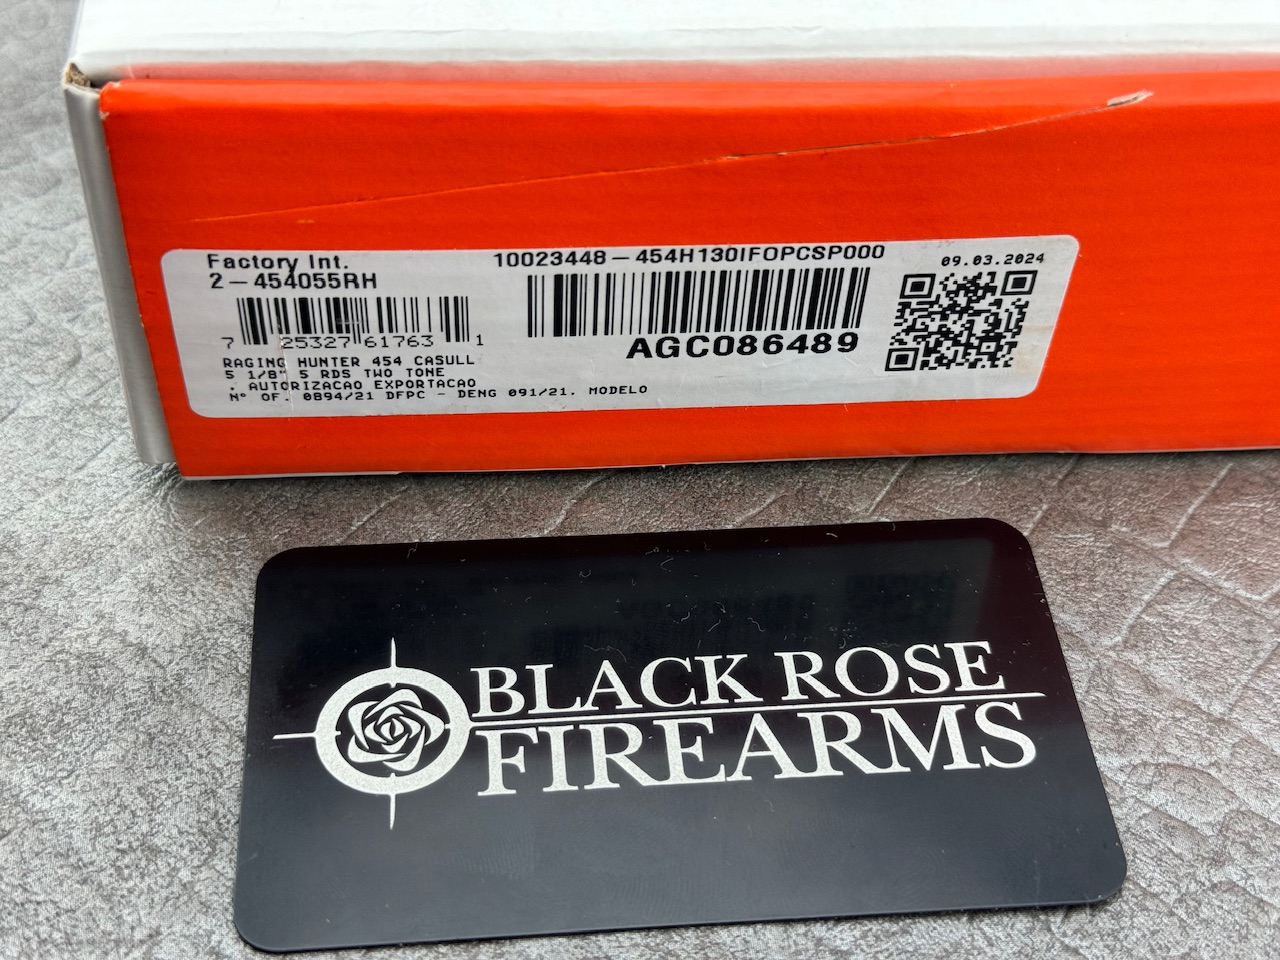 Factory Int.
2-454055RH
7 25327 61763 1
RAGING HUNTER 454 CASULL
5 1/8" 5 RDS TWO TONE
. AUTORIZACAO EXPORTACAO
Nº OF. 0894/21 DFPC - DENG 091/21. MODELO
10023448-454H130IFOPCSP000
AGC086489
09.03.2024
BLACK ROSE
FIREARMS